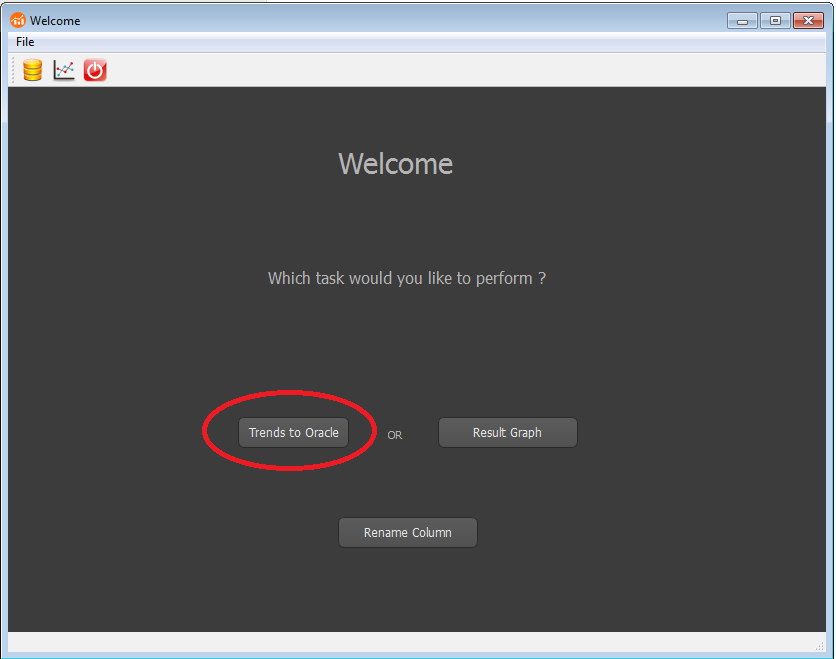 Welcome
File
Welcome
Which task would you like to perform ?
Trends to Oracle OR Result Graph
Rename Column